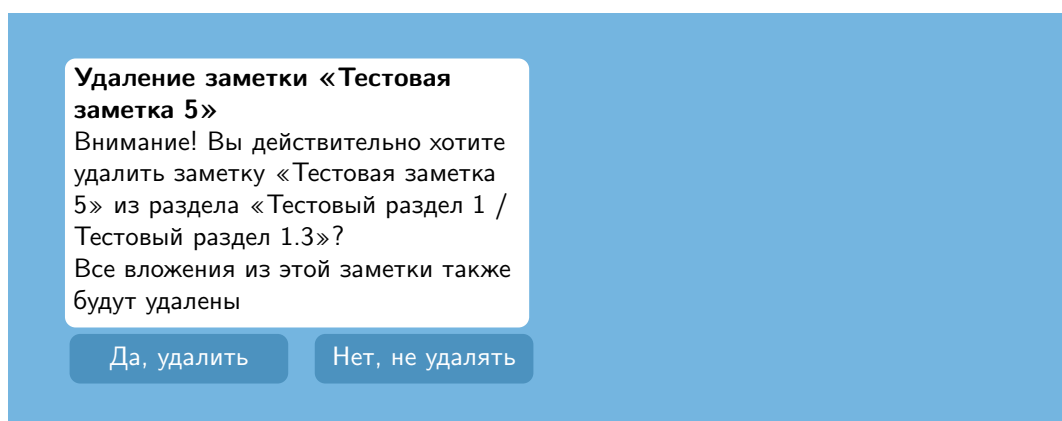 Удаление заметки «Тестовая
заметка 5»
Внимание! Вы действительно хотите
удалить заметку «Тестовая заметка
5» из раздела «Тестовый раздел 1 /
Тестовый раздел 1.3»?
Все вложения из этой заметки также
будут удалены
Да, удалить
Нет, не удалять